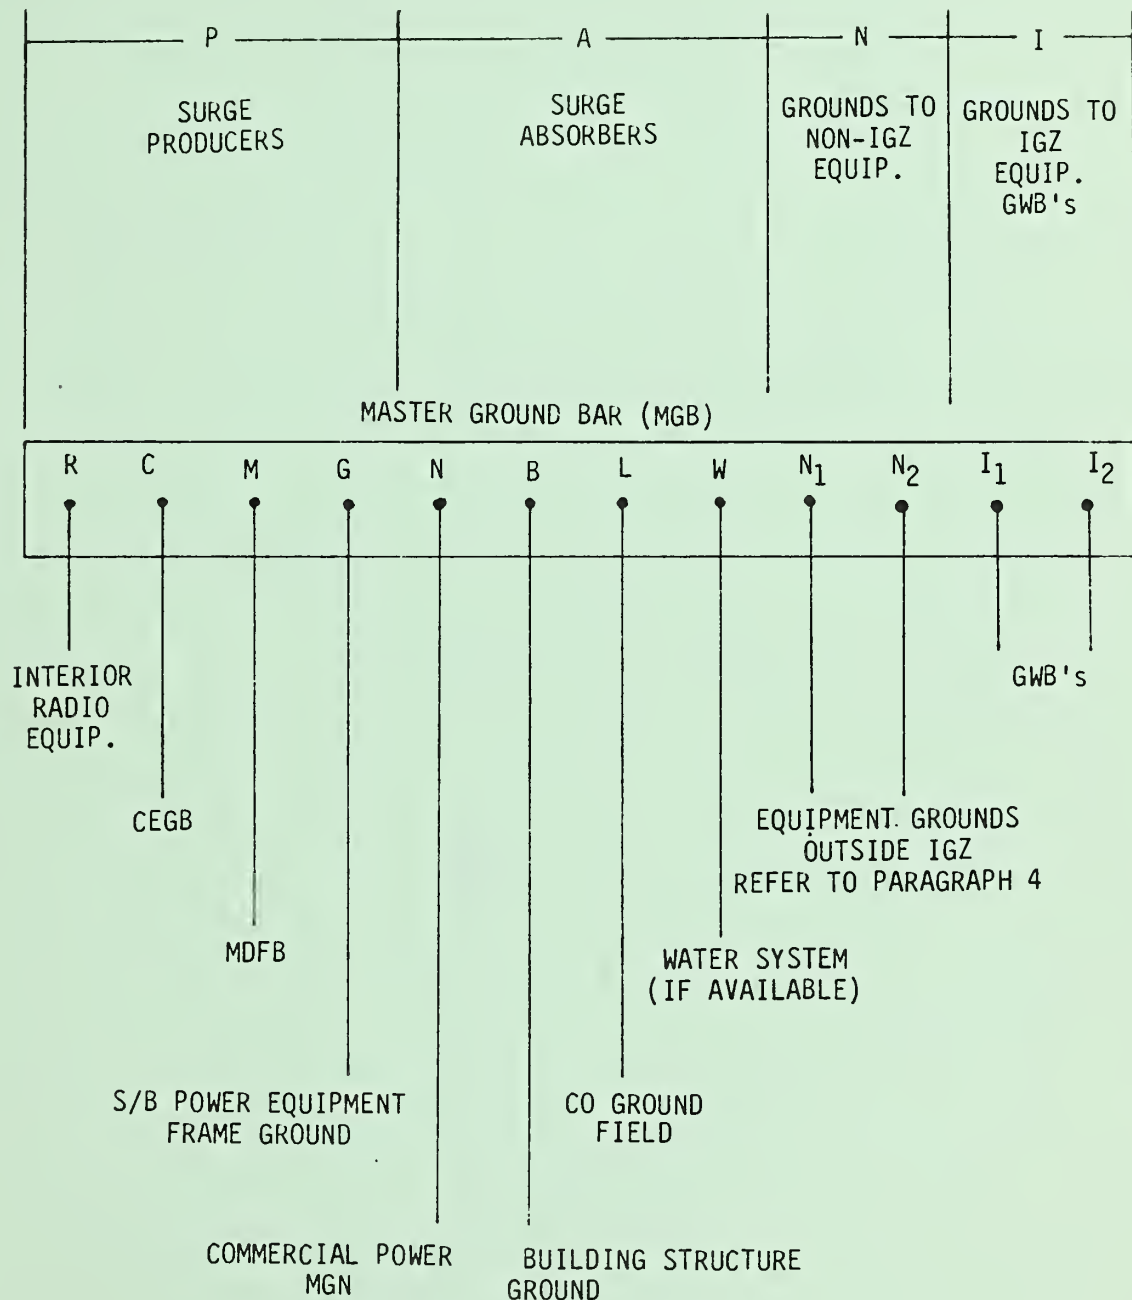 P A N I
SURGE
PRODUCERS
SURGE
ABSORBERS
GROUNDS TO
NON-IGZ
EQUIP.
GROUNDS TO
IGZ
EQUIP.
GWB's
MASTER GROUND BAR (MGB)
R C M G N B L W N₁ N₂ I₁ I₂
INTERIOR
RADIO
EQUIP.
GWB's
CEGB
EQUIPMENT GROUNDS
OUTSIDE IGZ
REFER TO PARAGRAPH 4
MDFB
WATER SYSTEM
(IF AVAILABLE)
S/B POWER EQUIPMENT
FRAME GROUND
CO GROUND
FIELD
COMMERCIAL POWER
MGN
BUILDING STRUCTURE
GROUND